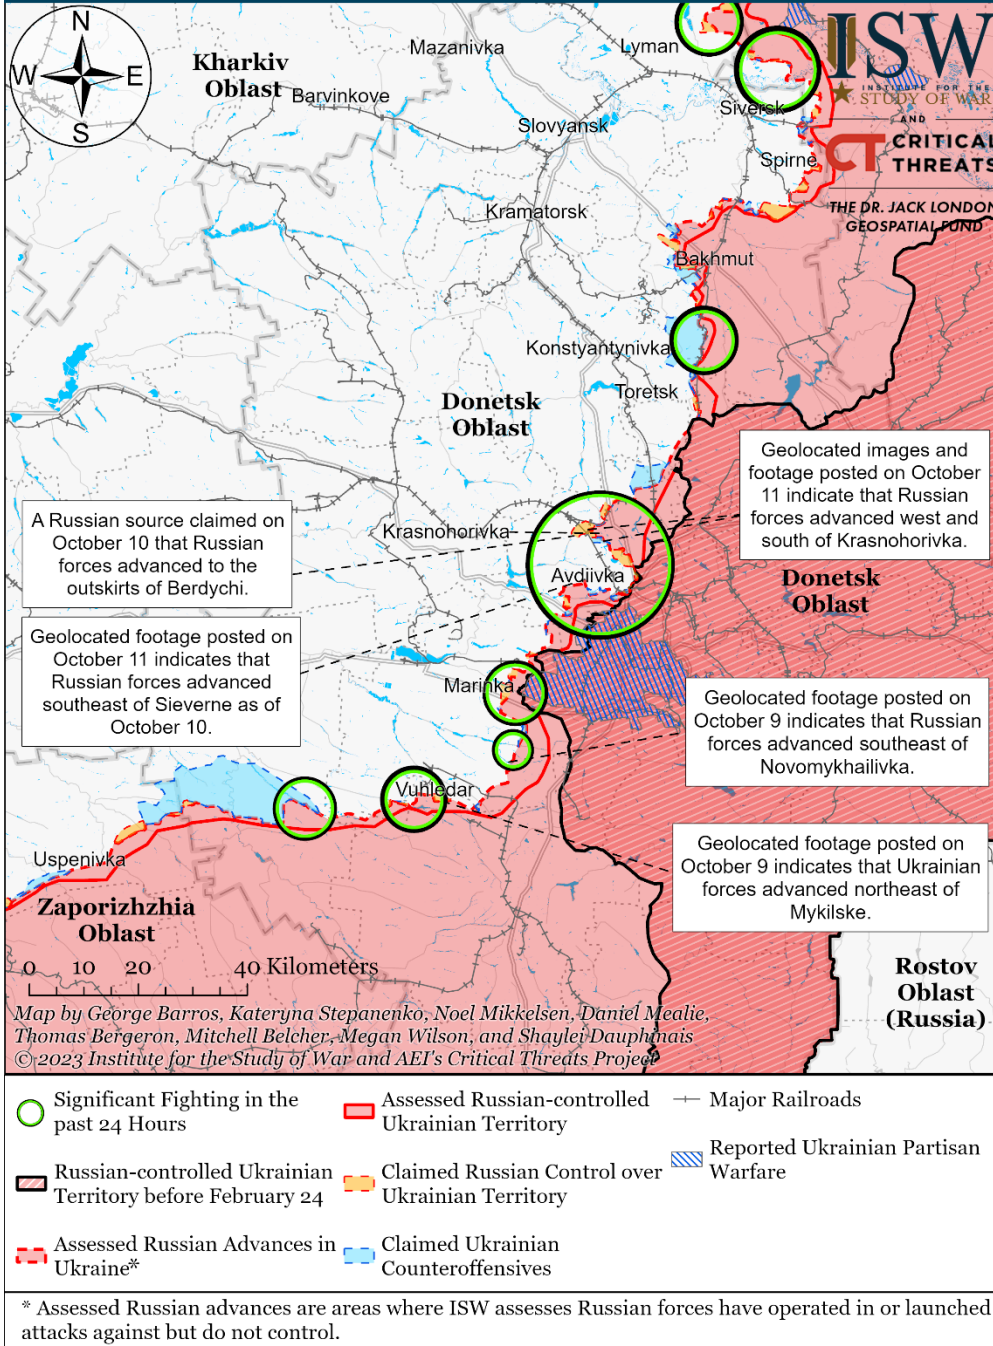 N
W E
S
ISW
INSTITUTE FOR THE
STUDY OF WAR
AND
CT CRITICAL
THREATS
THE DR. JACK LONDON
GEOSPATIAL FUND
Kharkiv
Oblast
Mazanivka
Barvinkove
Lyman
Slovyansk
Siversk
Spirne
Kramatorsk
Bakhmut
Konstyantynivka
Toretsk
Donetsk
Oblast
Geolocated images and
footage posted on October
11 indicate that Russian
forces advanced west and
south of Krasnohorivka.
A Russian source claimed on
October 10 that Russian
forces advanced to the
outskirts of Berdychi.
Krasnohorivka
Avdiivka
Donetsk
Oblast
Geolocated footage posted on
October 11 indicates that
Russian forces advanced
southeast of Sieverne as of
October 10.
Marinka
Geolocated footage posted on
October 9 indicates that Russian
forces advanced southeast of
Novomykhailivka.
Vuhledar
Geolocated footage posted on
October 9 indicates that Ukrainian
forces advanced northeast of
Mykilske.
Uspenivka
Zaporizhzhia
Oblast
Rostov
Oblast
(Russia)
0 10 20 40 Kilometers
Map by George Barros, Kateryna Stepanenko, Noel Mikkelsen, Daniel Mealie,
Thomas Bergeron, Mitchell Belcher, Megan Wilson, and Shaylei Dauphinais
© 2023 Institute for the Study of War and AEI's Critical Threats Project
Significant Fighting in the
past 24 Hours
Russian-controlled Ukrainian
Territory before February 24
Assessed Russian Advances in
Ukraine*
Assessed Russian-controlled
Ukrainian Territory
Claimed Russian Control over
Ukrainian Territory
Claimed Ukrainian
Counteroffensives
Major Railroads
Reported Ukrainian Partisan
Warfare
* Assessed Russian advances are areas where ISW assesses Russian forces have operated in or launched
attacks against but do not control.